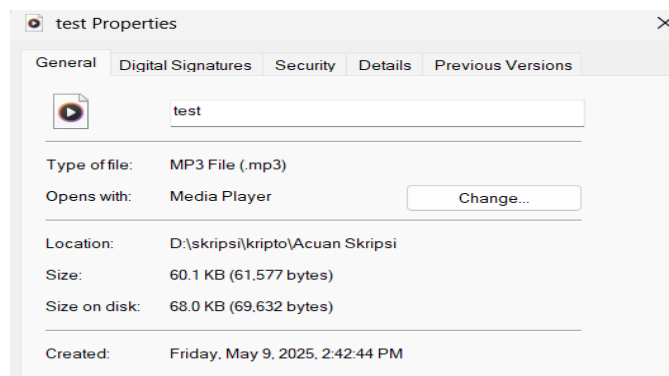 test Properties
General Digital Signatures Security Details Previous Versions
test
Type of file: MP3 File (.mp3)
Opens with: Media Player Change...
Location: D:\skripsi\kripto\Acuan Skripsi
Size: 60.1 KB (61,577 bytes)
Size on disk: 68.0 KB (69,632 bytes)
Created: Friday, May 9, 2025, 2:42:44 PM